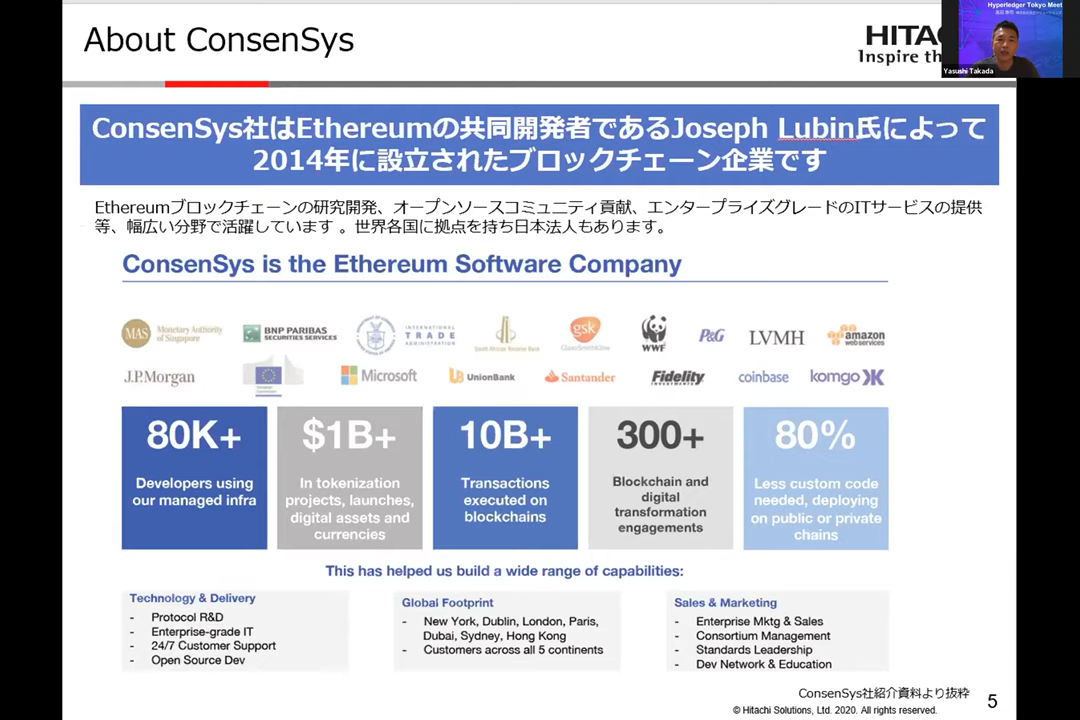 About ConsenSys
HITAC
Inspire th
Hyperledger Tokyo Meet
Yasushi Takada
ConsenSys社はEthereumの共同開発者であるJoseph Lubin氏によって
2014年に設立されたブロックチェーン企業です
Ethereumブロックチェーンの研究開発、オープンソースコミュニティ貢献、エンタープライズグレードのITサービスの提供
等、幅広い分野で活躍しています 。世界各国に拠点を持ち日本法人もあります。
ConsenSys is the Ethereum Software Company
MAS Monetary Authority of Singapore
BNP PARIBAS SECURITIES SERVICES
INTERNATIONAL TRADE ADMINISTRATION
South African Reserve Bank
gsk GlaxoSmithKline
WWF
P&G
LVMH
amazon web services
J.P.Morgan
European Commission
Microsoft
UnionBank
Santander
Fidelity INVESTMENTS
coinbase
komgo
80K+
Developers using
our managed infra
$1B+
In tokenization
projects, launches,
digital assets and
currencies
10B+
Transactions
executed on
blockchains
300+
Blockchain and
digital
transformation
engagements
80%
Less custom code
needed, deploying
on public or private
chains
This has helped us build a wide range of capabilities:
Technology & Delivery
- Protocol R&D
- Enterprise-grade IT
- 24/7 Customer Support
- Open Source Dev
Global Footprint
- New York, Dublin, London, Paris,
Dubai, Sydney, Hong Kong
- Customers across all 5 continents
Sales & Marketing
- Enterprise Mktg & Sales
- Consortium Management
- Standards Leadership
- Dev Network & Education
ConsenSys社紹介資料より抜粋
© Hitachi Solutions, Ltd. 2020. All rights reserved.
5